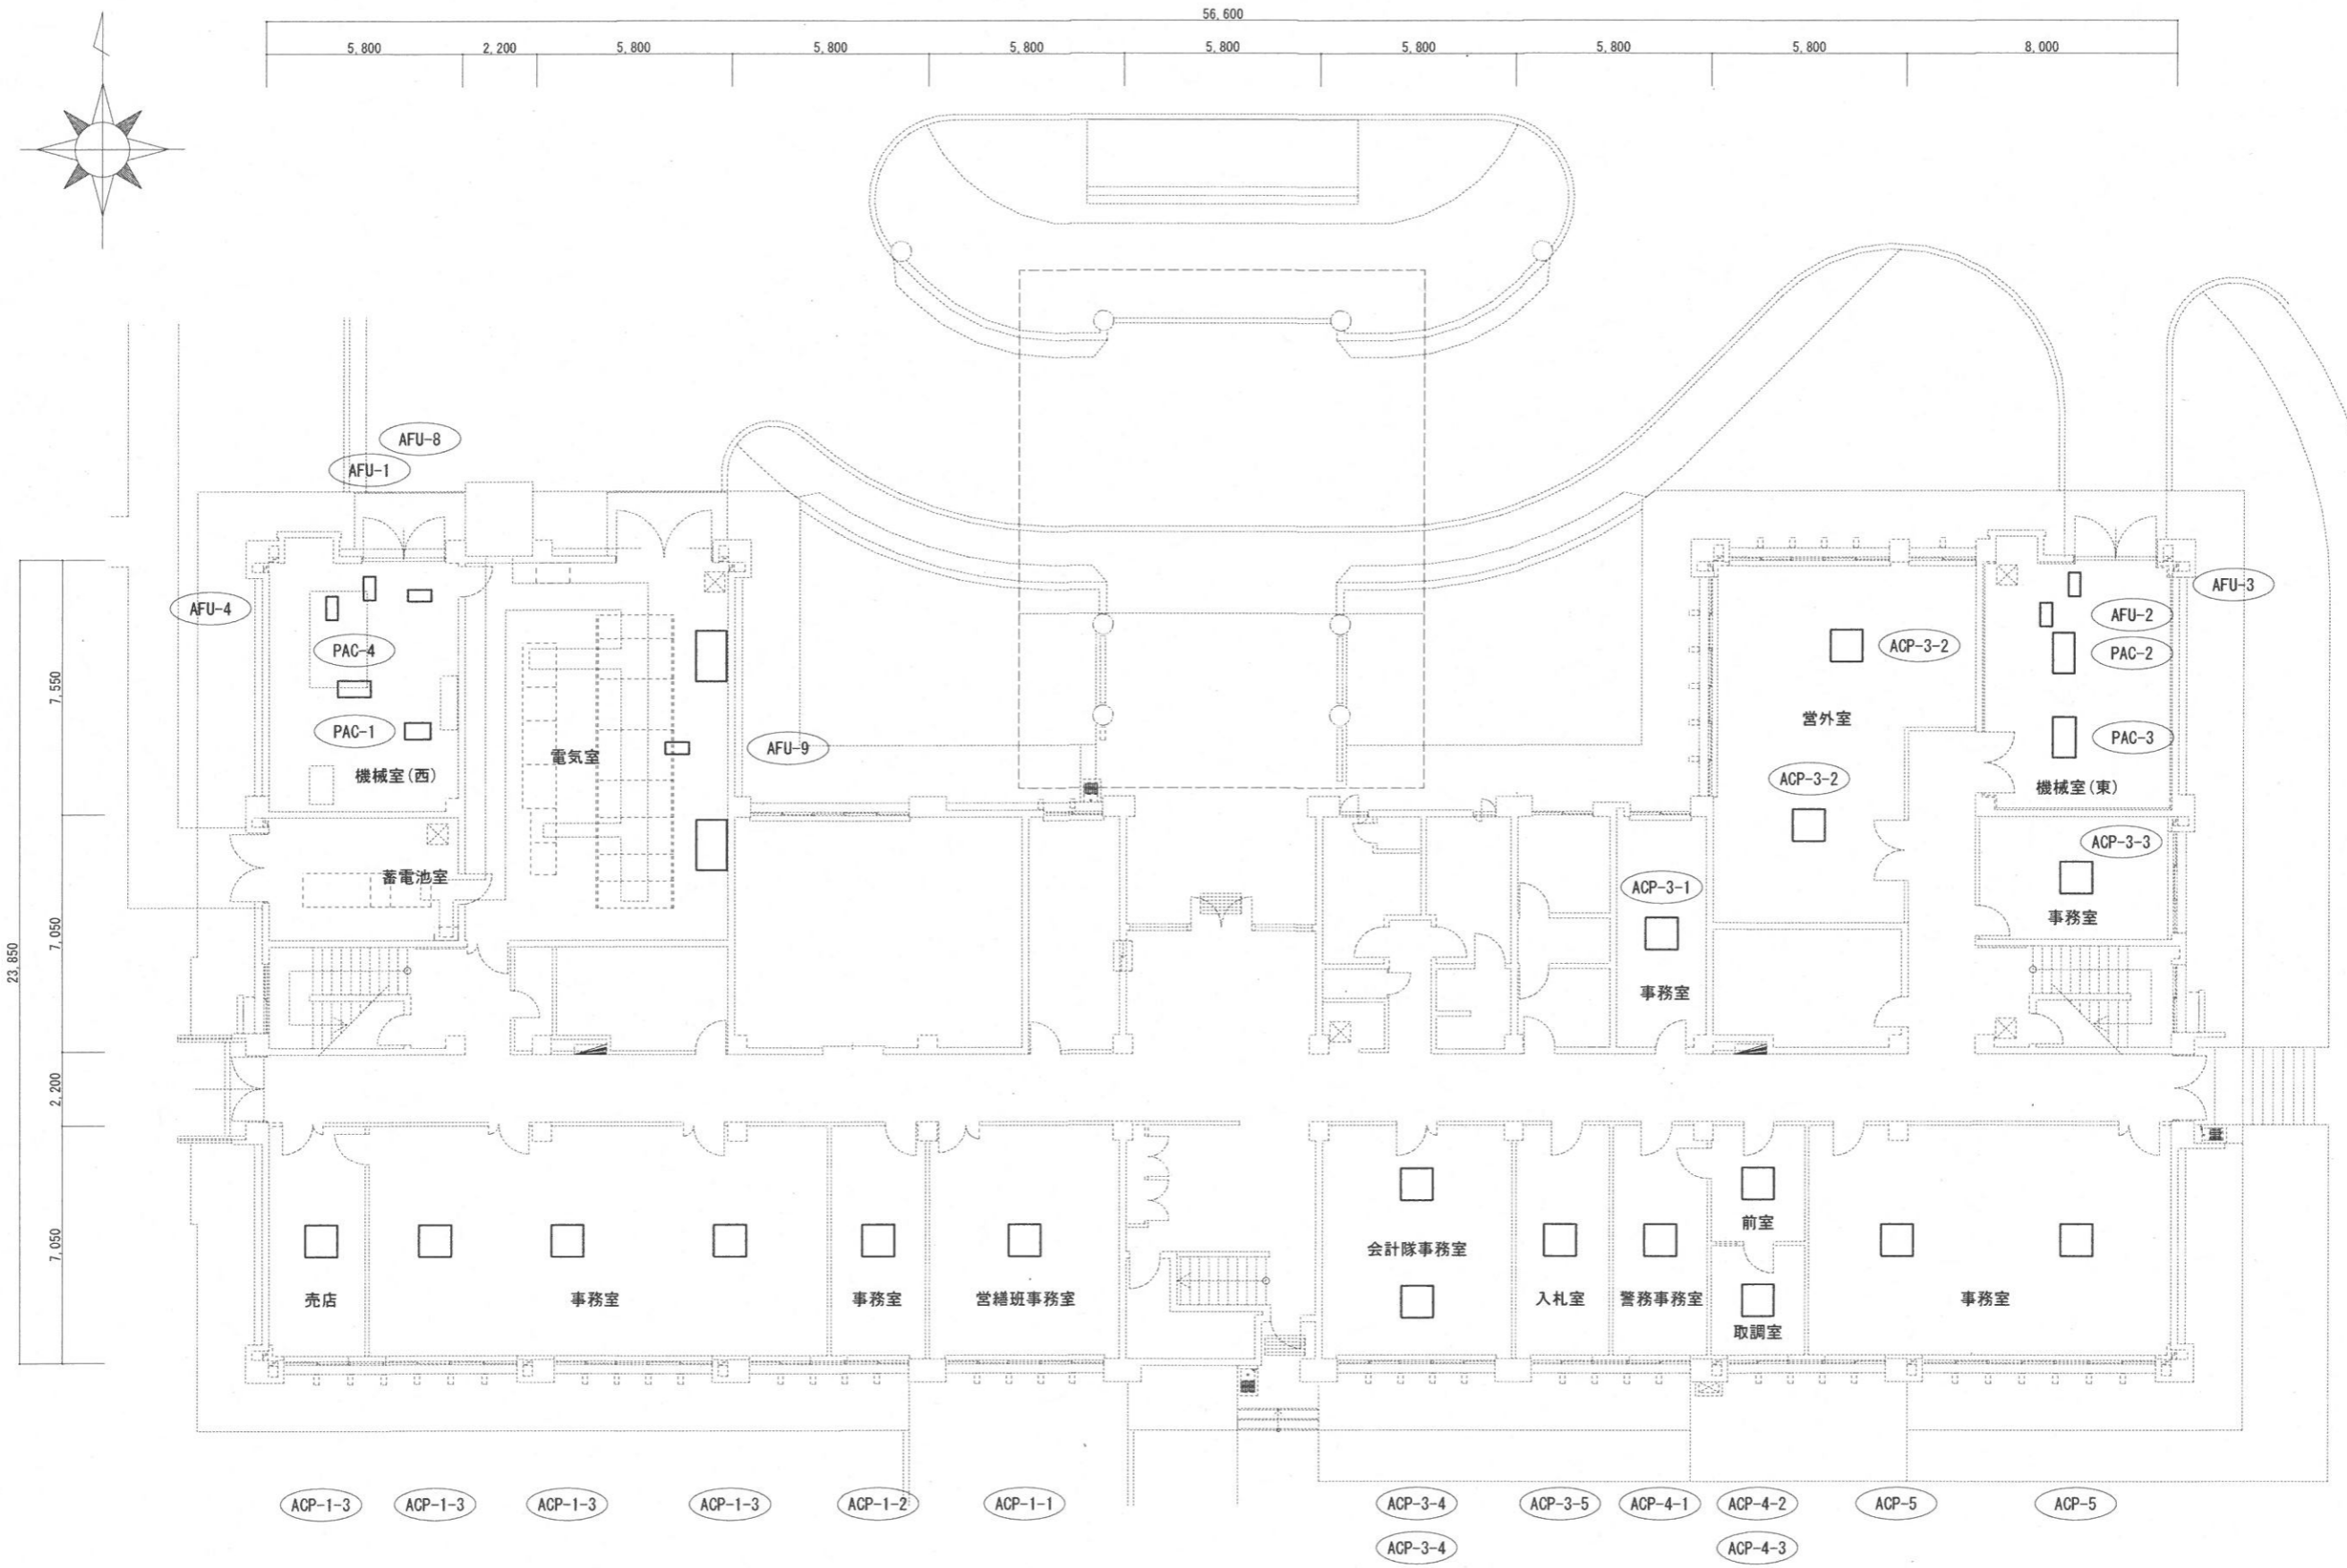 56,600
5,800
2,200
5,800
5,800
5,800
5,800
5,800
5,800
5,800
8,000
AFU-8
AFU-1
AFU-4
AFU-3
AFU-2
PAC-4
ACP-3-2
PAC-2
7,550
営外室
PAC-1
PAC-3
電気室
AFU-9
機械室(西)
ACP-3-2
機械室(東)
ACP-3-3
蓄電池室
ACP-3-1
事務室
7,050
23,850
事務室
2,200
前室
会計隊事務室
7,050
売店
事務室
事務室
営繕班事務室
入札室
警務事務室
事務室
取調室
ACP-1-3
ACP-1-3
ACP-1-3
ACP-1-3
ACP-1-2
ACP-1-1
ACP-3-4
ACP-3-5
ACP-4-1
ACP-4-2
ACP-5
ACP-5
ACP-3-4
ACP-4-3